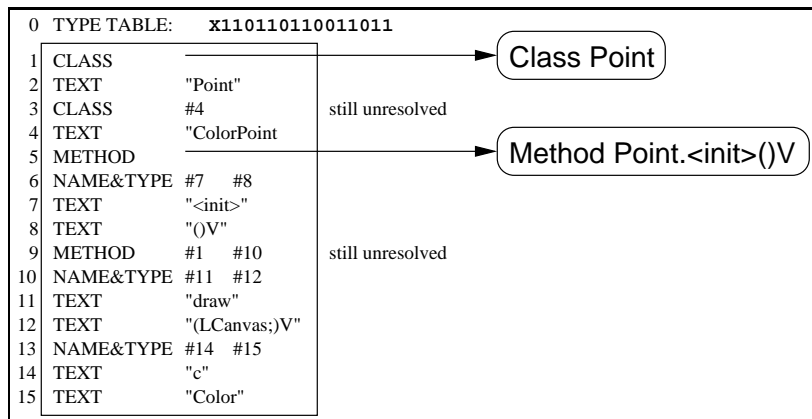 0 TYPE TABLE: X110110110011011
1 CLASS Class Point
2 TEXT "Point"
3 CLASS #4 still unresolved
4 TEXT "ColorPoint
5 METHOD Method Point.<init>()V
6 NAME&TYPE #7 #8
7 TEXT "<init>"
8 TEXT "()V"
9 METHOD #1 #10 still unresolved
10 NAME&TYPE #11 #12
11 TEXT "draw"
12 TEXT "(LCanvas;)V"
13 NAME&TYPE #14 #15
14 TEXT "c"
15 TEXT "Color"